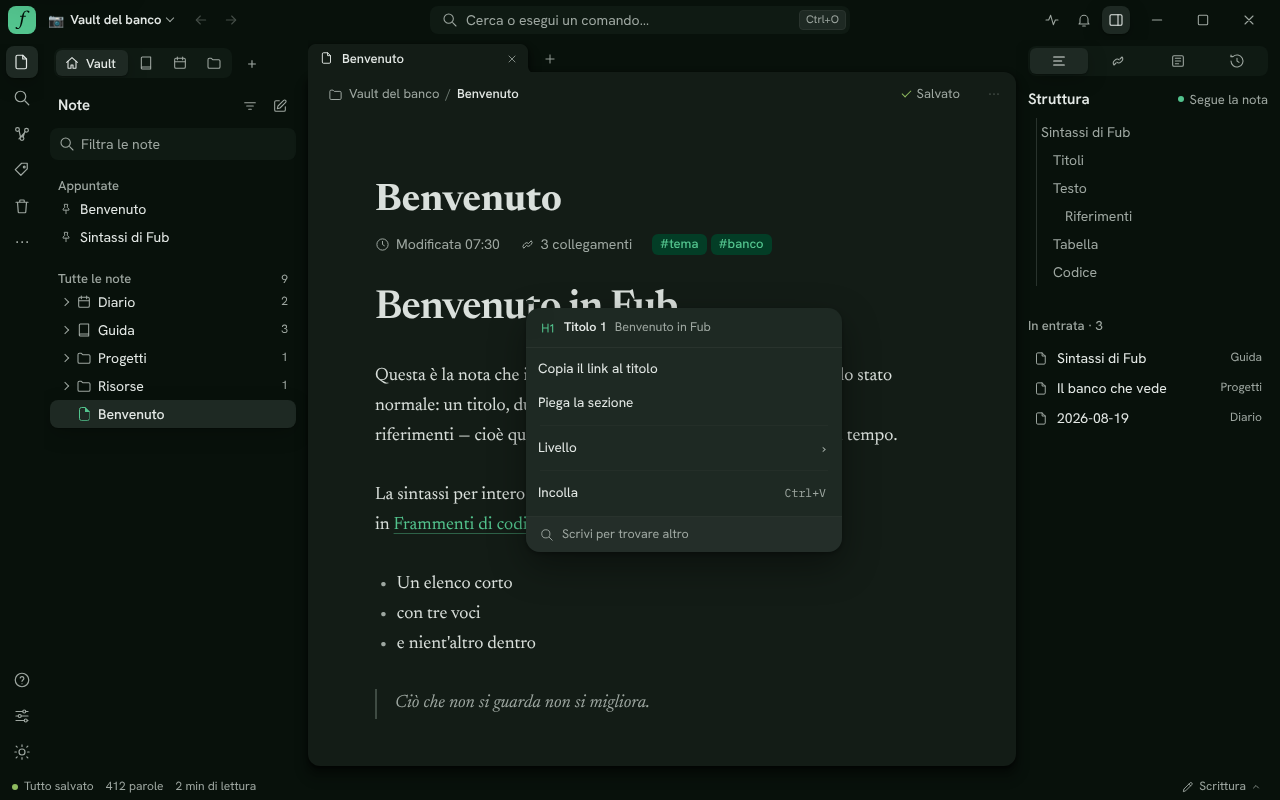 f
Vault del banco
Cerca o esegui un comando...
Ctrl+O
Vault
Benvenuto
Note
Vault del banco / Benvenuto
Salvato
Struttura
Segue la nota
Filtra le note
Sintassi di Fub
Titoli
Testo
Riferimenti
Tabella
Codice
Appuntate
Benvenuto
Sintassi di Fub
Tutte le note 9
Diario 2
Guida 3
Progetti 1
Risorse 1
Benvenuto
Benvenuto
Modificata 07:30
3 collegamenti
#tema
#banco
Benvenuto in Fub
H1 Titolo 1 Benvenuto in Fub
Copia il link al titolo
Piega la sezione
Livello
Incolla Ctrl+V
Scrivi per trovare altro
Questa è la nota che lo stato
normale: un titolo,
riferimenti — cioè tempo.
La sintassi per intero
in Frammenti di
Un elenco corto
con tre voci
e nient'altro dentro
Ciò che non si guarda non si migliora.
In entrata · 3
Sintassi di Fub Guida
Il banco che vede Progetti
2026-08-19 Diario
Tutto salvato
412 parole
2 min di lettura
Scrittura